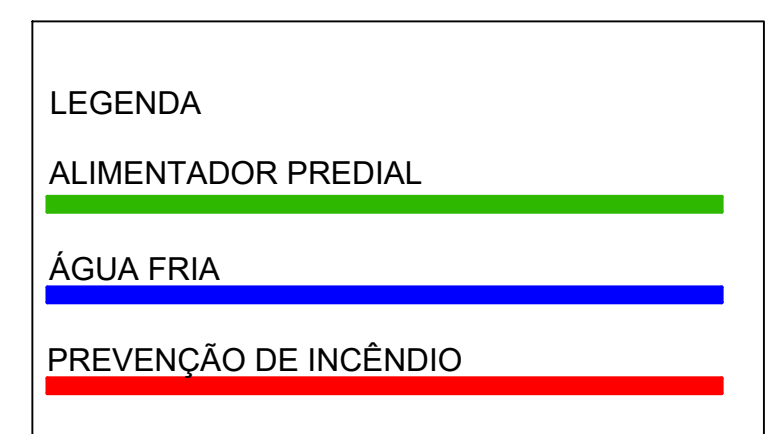 LEGENDA
ALIMENTADOR PREDIAL
ÁGUA FRIA
PREVENÇÃO DE INCÊNDIO